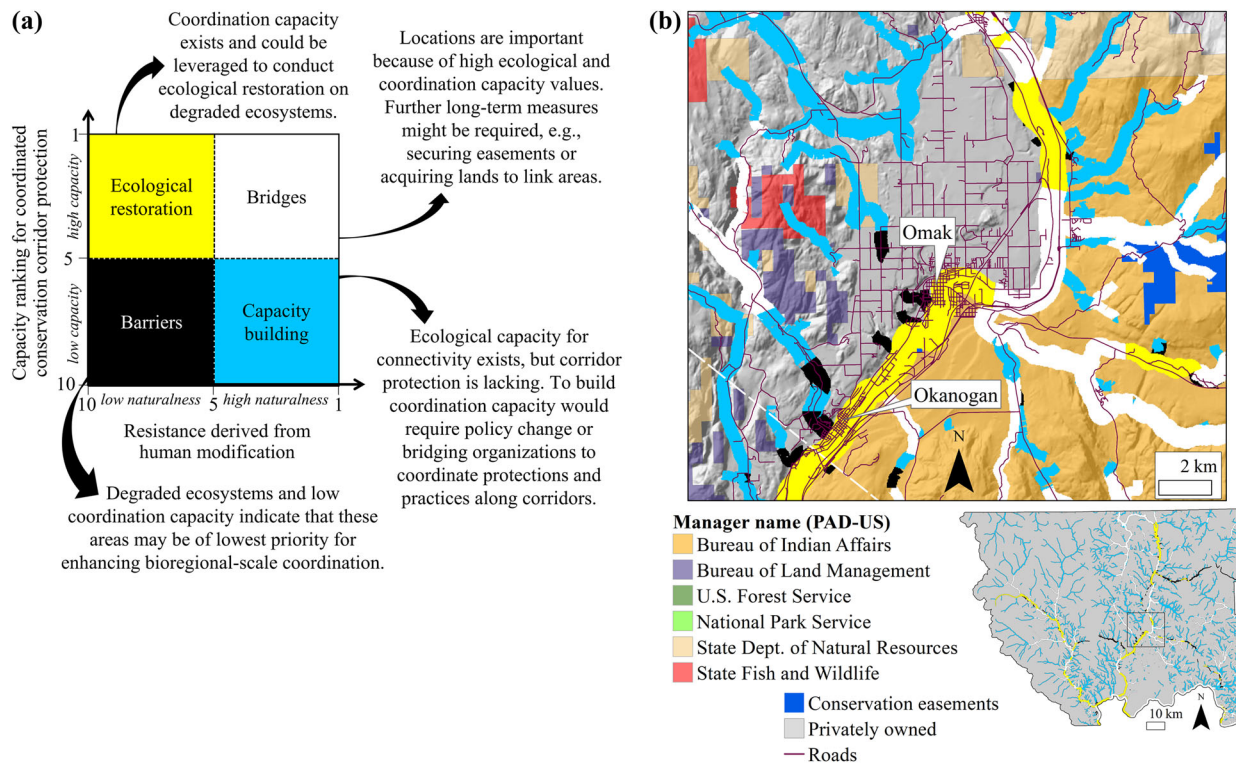 (a)
Coordination capacity
exists and could be
leveraged to conduct
ecological restoration on
degraded ecosystems.
Locations are important
because of high ecological and
coordination capacity values.
Further long-term measures
might be required, e.g.,
securing easements or
acquiring lands to link areas.
Capacity ranking for coordinated
conservation corridor protection
low capacity
high capacity
1
5
10
Ecological
restoration
Bridges
Barriers
Capacity
building
10
low naturalness
5
high naturalness
1
Resistance derived from
human modification
Ecological capacity for
connectivity exists, but corridor
protection is lacking. To build
coordination capacity would
require policy change or
bridging organizations to
coordinate protections and
practices along corridors.
Degraded ecosystems and low
coordination capacity indicate that these
areas may be of lowest priority for
enhancing bioregional-scale coordination.
(b)
Omak
Okanogan
N
2 km
Manager name (PAD-US)
Bureau of Indian Affairs
Bureau of Land Management
U.S. Forest Service
National Park Service
State Dept. of Natural Resources
State Fish and Wildlife
Conservation easements
Privately owned
Roads
10 km
N